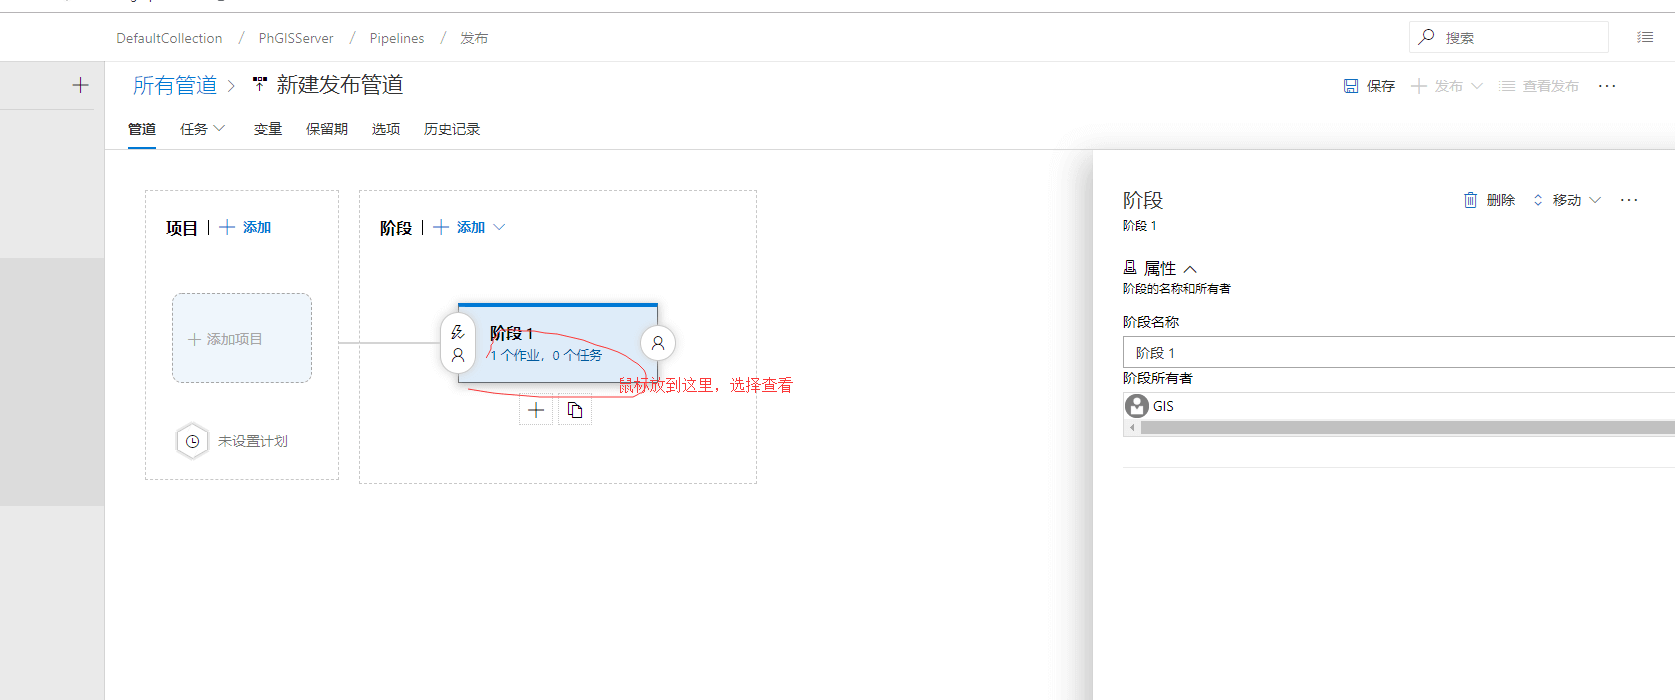 DefaultCollection / PhGISServer / Pipelines / 发布
搜索
所有管道 > 新建发布管道
保存 发布 查看发布 ...
管道 任务 变量 保留期 选项 历史记录
项目 | + 添加
阶段 | + 添加
+ 添加项目
未设置计划
阶段 1
1 个作业, 0 个任务
鼠标放到这里，选择查看
阶段
删除 移动 ...
阶段 1
属性
阶段的名称和所有者
阶段名称
阶段 1
阶段所有者
GIS